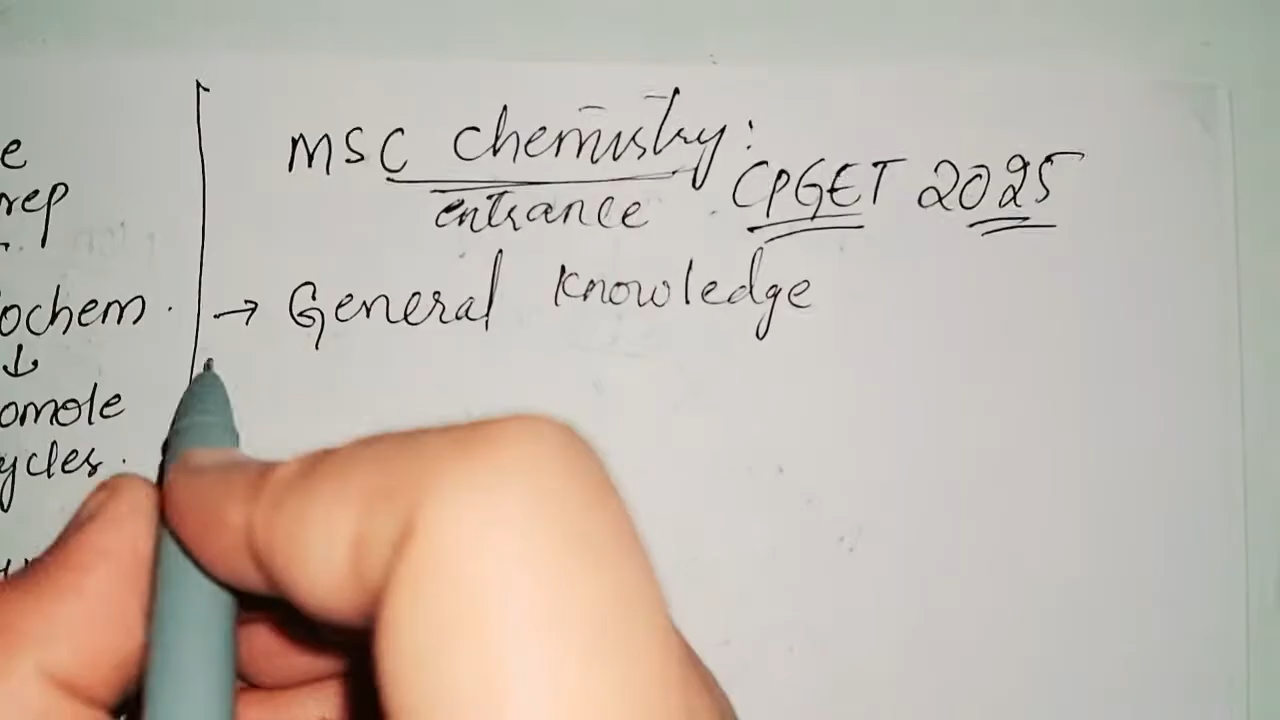 e
rep
ochem.
↓
omole
ycles.
MSC Chemistry:
entrance CPGET 2025
→ General Knowledge